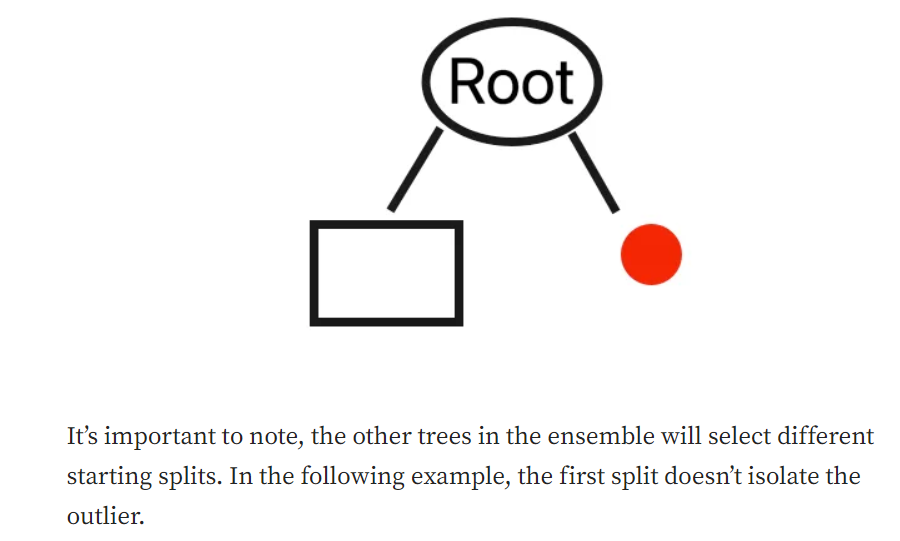 Root
It’s important to note, the other trees in the ensemble will select different
starting splits. In the following example, the first split doesn’t isolate the
outlier.